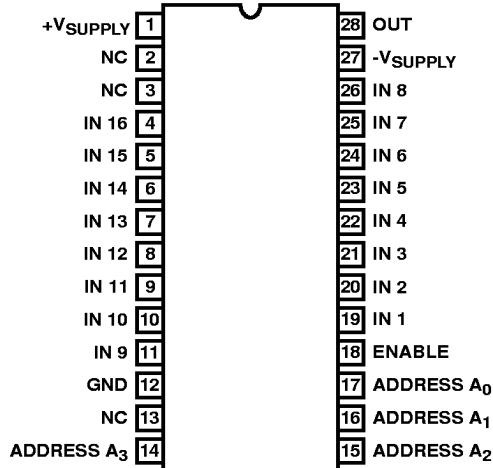 +VSUPPLY 1 28 OUT
NC 2 27 -VSUPPLY
NC 3 26 IN 8
IN 16 4 25 IN 7
IN 15 5 24 IN 6
IN 14 6 23 IN 5
IN 13 7 22 IN 4
IN 12 8 21 IN 3
IN 11 9 20 IN 2
IN 10 10 19 IN 1
IN 9 11 18 ENABLE
GND 12 17 ADDRESS A0
NC 13 16 ADDRESS A1
ADDRESS A3 14 15 ADDRESS A2